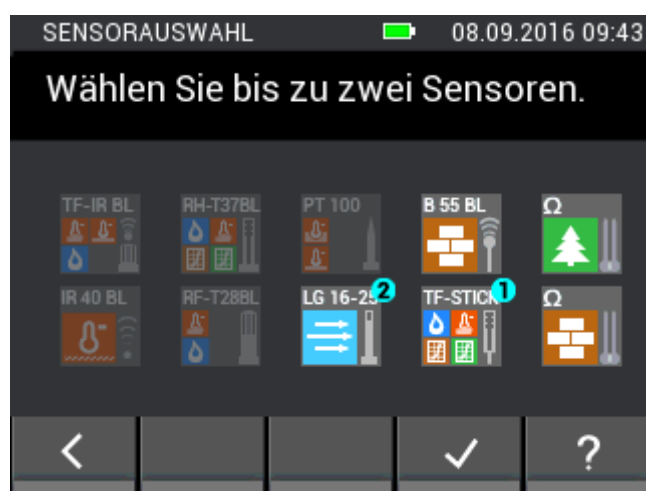 SENSORAUSWAHL 08.09.2016 09:43
Wählen Sie bis zu zwei Sensoren.
TF-IR BL RH-T37BL PT 100 B 55 BL Ω
IR 40 BL RF-T28BL LG 16-25 2 TF-STICK 1 Ω
?